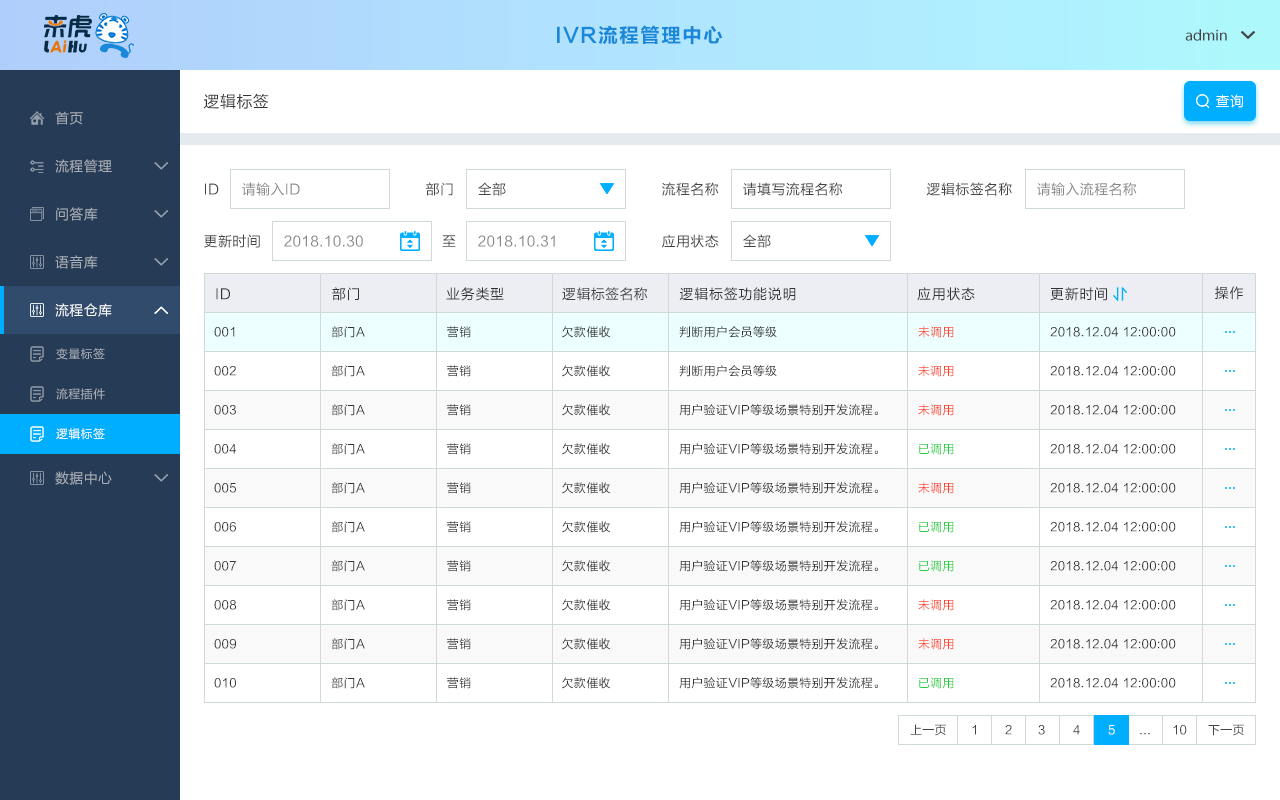 来虎
LAiHu
IVR流程管理中心
admin
首页
流程管理
问答库
语音库
流程仓库
变量标签
流程插件
逻辑标签
数据中心
逻辑标签
查询
ID 请输入ID 部门 全部 流程名称 请填写流程名称 逻辑标签名称 请输入流程名称
更新时间 2018.10.30 至 2018.10.31 应用状态 全部
ID 部门 业务类型 逻辑标签名称 逻辑标签功能说明 应用状态 更新时间 操作
001 部门A 营销 欠款催收 判断用户会员等级 未调用 2018.12.04 12:00:00 ...
002 部门A 营销 欠款催收 判断用户会员等级 未调用 2018.12.04 12:00:00 ...
003 部门A 营销 欠款催收 用户验证VIP等级场景特别开发流程。 未调用 2018.12.04 12:00:00 ...
004 部门A 营销 欠款催收 用户验证VIP等级场景特别开发流程。 已调用 2018.12.04 12:00:00 ...
005 部门A 营销 欠款催收 用户验证VIP等级场景特别开发流程。 未调用 2018.12.04 12:00:00 ...
006 部门A 营销 欠款催收 用户验证VIP等级场景特别开发流程。 已调用 2018.12.04 12:00:00 ...
007 部门A 营销 欠款催收 用户验证VIP等级场景特别开发流程。 已调用 2018.12.04 12:00:00 ...
008 部门A 营销 欠款催收 用户验证VIP等级场景特别开发流程。 未调用 2018.12.04 12:00:00 ...
009 部门A 营销 欠款催收 用户验证VIP等级场景特别开发流程。 未调用 2018.12.04 12:00:00 ...
010 部门A 营销 欠款催收 用户验证VIP等级场景特别开发流程。 已调用 2018.12.04 12:00:00 ...
上一页 1 2 3 4 5 ... 10 下一页